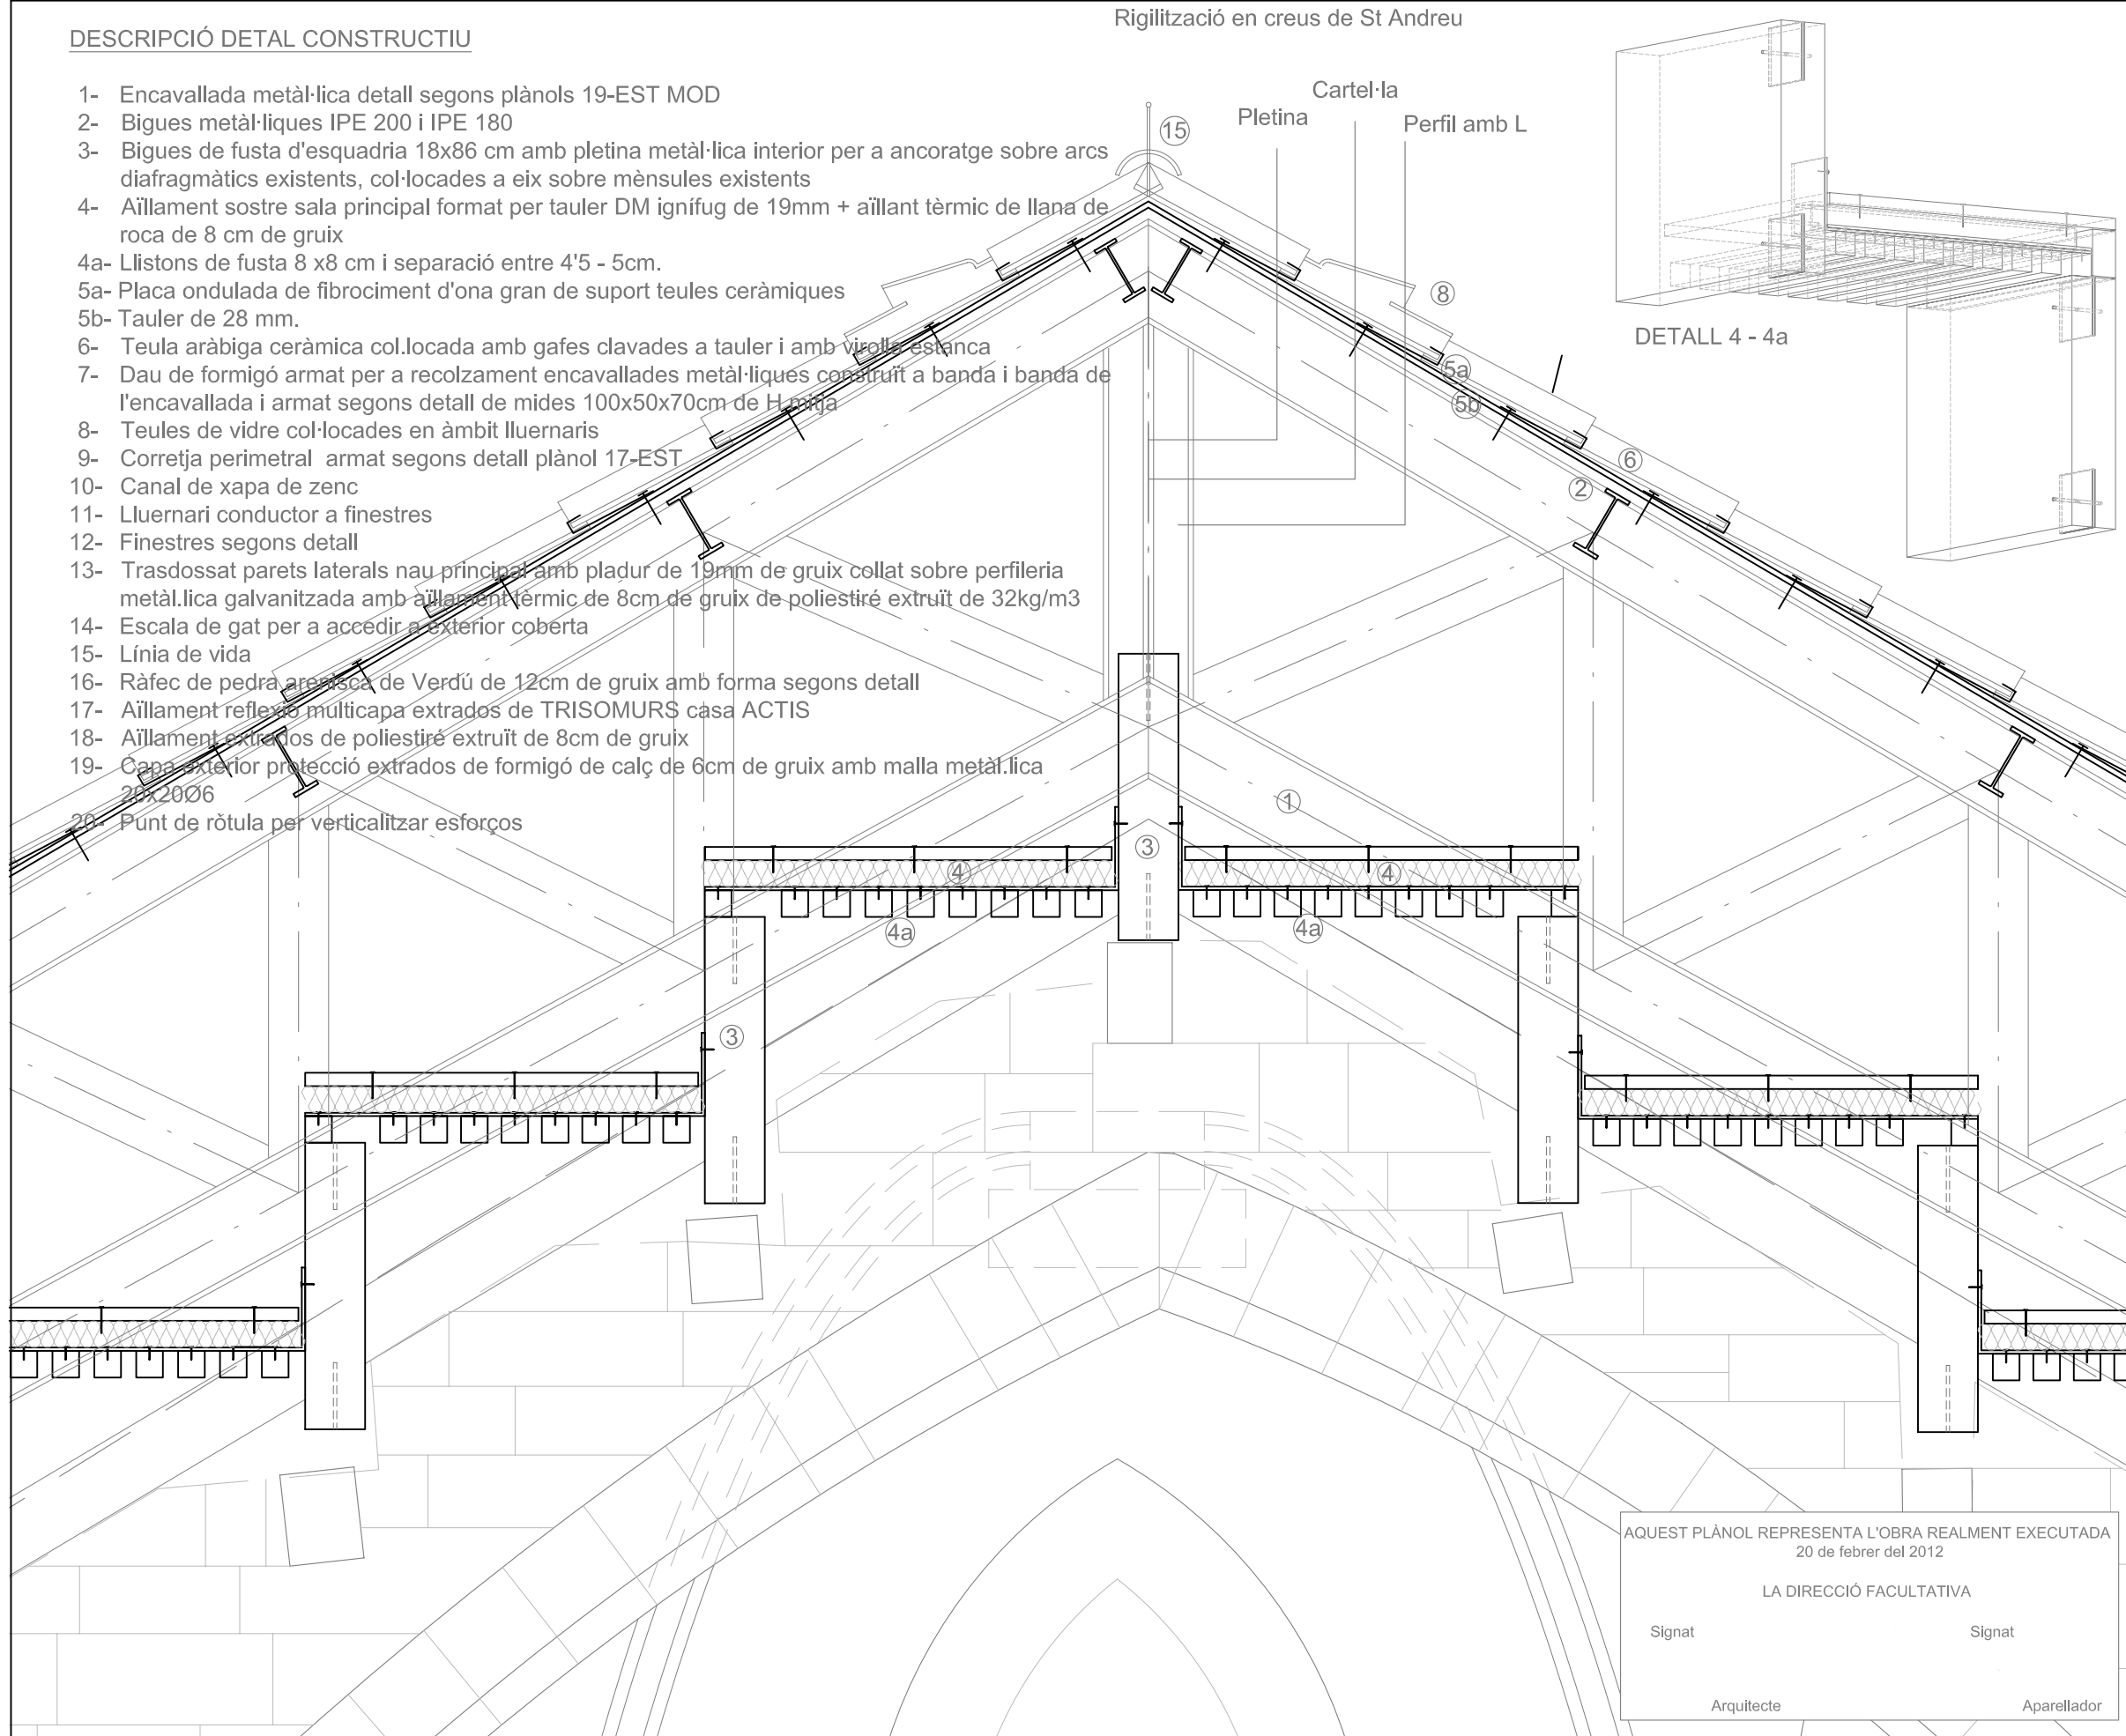 DESCRIPCIÓ DETAL CONSTRUCTIU
1- Encavallada metàl·lica detall segons plànols 19-EST MOD
2- Bigues metàl·liques IPE 200 i IPE 180
3- Bigues de fusta d'esquadria 18x86 cm amb pletina metàl·lica interior per a ancoratge sobre arcs
diafragmàtics existents, col·locades a eix sobre mènsules existents
4- Aïllament sostre sala principal format per tauler DM ignífug de 19mm + aïllant tèrmic de llana de
roca de 8 cm de gruix
4a- Llistons de fusta 8 x8 cm i separació entre 4'5 - 5cm.
5a- Placa ondulada de fibrociment d'ona gran de suport teules ceràmiques
5b- Tauler de 28 mm.
6- Teula aràbiga ceràmica col.locada amb gafes clavades a tauler i amb virolla estanca
7- Dau de formigó armat per a recolzament encavallades metàl·liques construït a banda i banda de
l'encavallada i armat segons detall de mides 100x50x70cm de H mitja
8- Teules de vidre col·locades en àmbit lluernaris
9- Corretja perimetral armat segons detall plànol 17-EST
10- Canal de xapa de zenc
11- Lluernari conductor a finestres
12- Finestres segons detall
13- Trasdossat parets laterals nau principal amb pladur de 19mm de gruix collat sobre perfileria
metàl.lica galvanitzada amb aïllament tèrmic de 8cm de gruix de poliestiré extruït de 32kg/m3
14- Escala de gat per a accedir a exterior coberta
15- Línia de vida
16- Ràfec de pedra arenisca de Verdú de 12cm de gruix amb forma segons detall
17- Aïllament reflexió multicapa extrados de TRISOMURS casa ACTIS
18- Aïllament extrados de poliestiré extruït de 8cm de gruix
19- Capa exterior protecció extrados de formigó de calç de 6cm de gruix amb malla metàl.lica
20x20Ø6
20- Punt de ròtula per verticalitzar esforços
Rigilització en creus de St Andreu
Cartel·la
Pletina
Perfil amb L
15
8
5a
5b
6
2
DETALL 4 - 4a
1
3
4
4
4a
4a
3
AQUEST PLÀNOL REPRESENTA L'OBRA REALMENT EXECUTADA
20 de febrer del 2012
LA DIRECCIÓ FACULTATIVA
Signat
Signat
Arquitecte
Aparellador